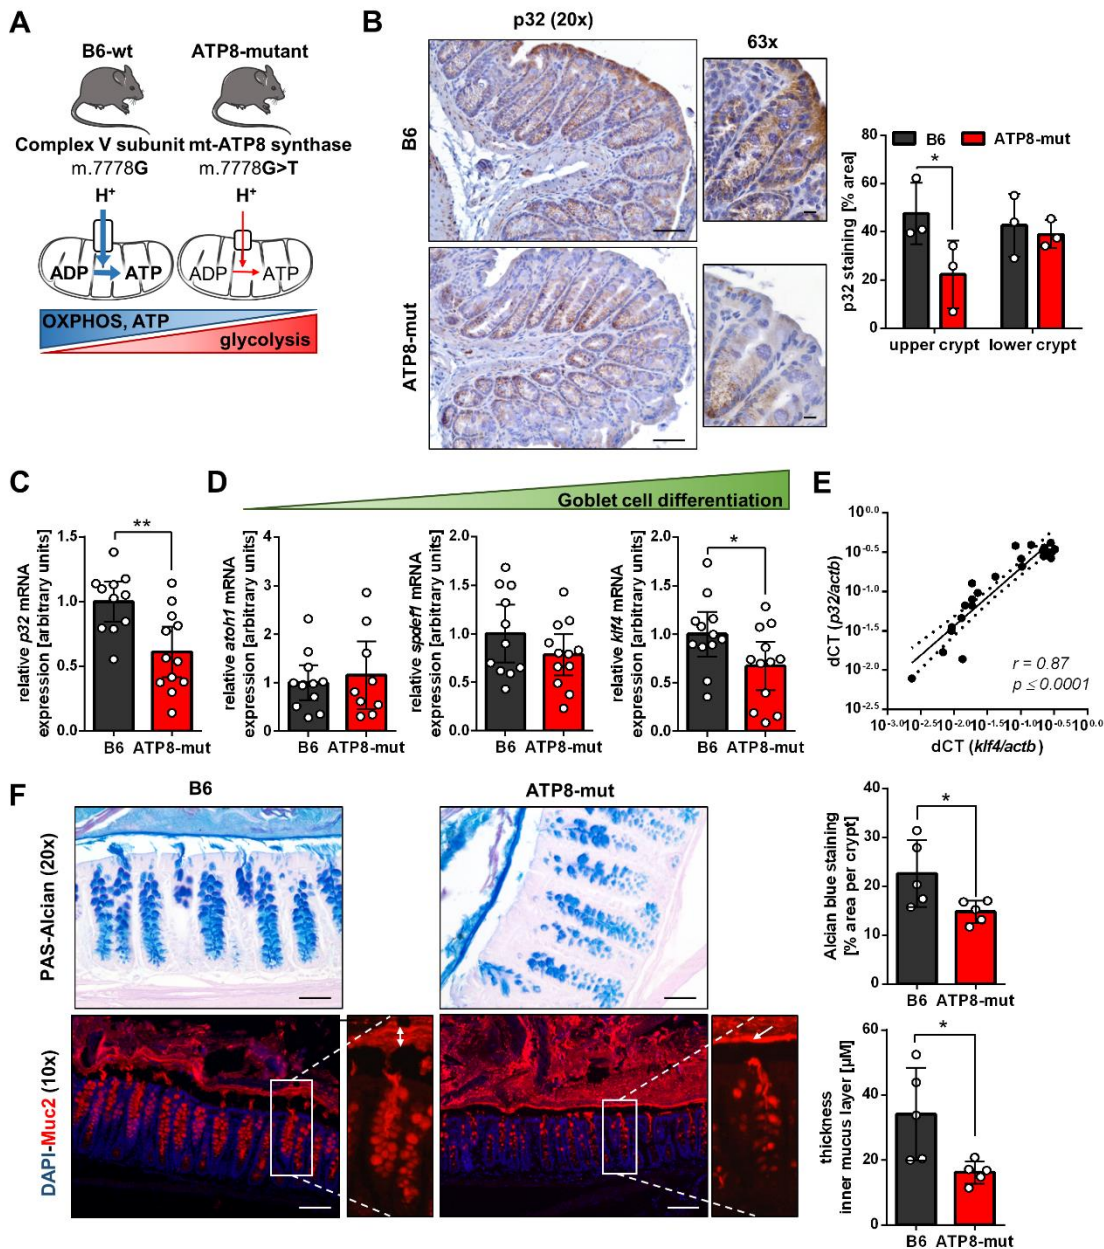 A
B6-wt
ATP8-mutant
Complex V subunit mt-ATP8 synthase
m.7778G
m.7778G>T
H+
H+
ADP
ATP
ADP
ATP
OXPHOS, ATP
glycolysis
B
p32 (20x)
63x
B6
ATP8-mut
B6
ATP8-mut
p32 staining [% area]
80
60
40
20
0
*
upper crypt
lower crypt
C
relative p32 mRNA
expression [arbitrary units]
1.5
1.0
0.5
0.0
**
B6
ATP8-mut
D
Goblet cell differentiation
relative atoh1 mRNA
expression [arbitrary units]
4
2
0
B6
ATP8-mut
relative spdef1 mRNA
expression [arbitrary units]
2.0
1.5
1.0
0.5
0.0
B6
ATP8-mut
relative klf4 mRNA
expression [arbitrary units]
2.0
1.5
1.0
0.5
0.0
*
B6
ATP8-mut
E
dCT (p32/actb)
10^0.0
10^-0.5
10^-1.0
10^-1.5
10^-2.0
10^-2.5
r = 0.87
p ≤ 0.0001
10^-3.0
10^-2.5
10^-2.0
10^-1.5
10^-1.0
10^-0.5
10^0.0
dCT (klf4/actb)
F
B6
ATP8-mut
PAS-Alcian (20x)
DAPI-Muc2 (10x)
Alcian blue staining
[% area per crypt]
40
30
20
10
0
*
B6
ATP8-mut
thickness
inner mucus layer [µM]
60
40
20
0
*
B6
ATP8-mut